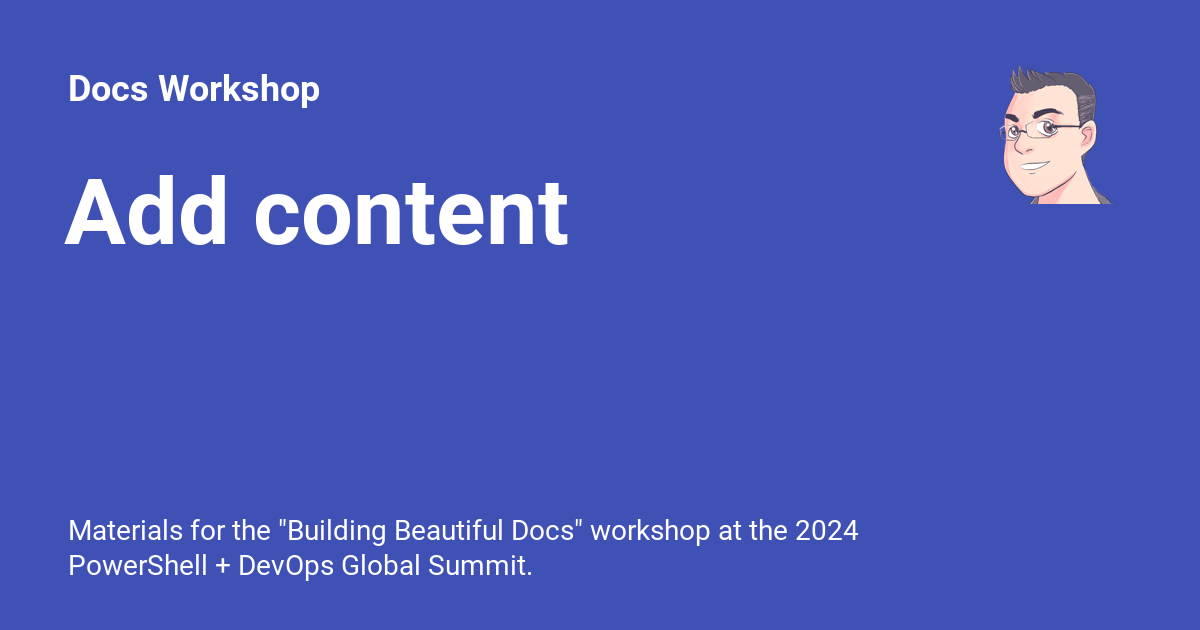 Docs Workshop
Add content
Materials for the "Building Beautiful Docs" workshop at the 2024
PowerShell + DevOps Global Summit.